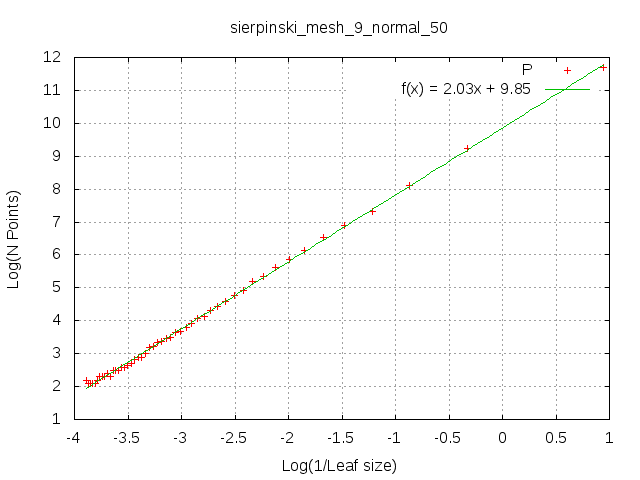 sierpinski_mesh_9_normal_50
12
11
10
9
8
7
6
5
4
3
2
1
-4 -3.5 -3 -2.5 -2 -1.5 -1 -0.5 0 0.5 1
Log(N Points)
Log(1/Leaf size)
P
f(x) = 2.03x + 9.85